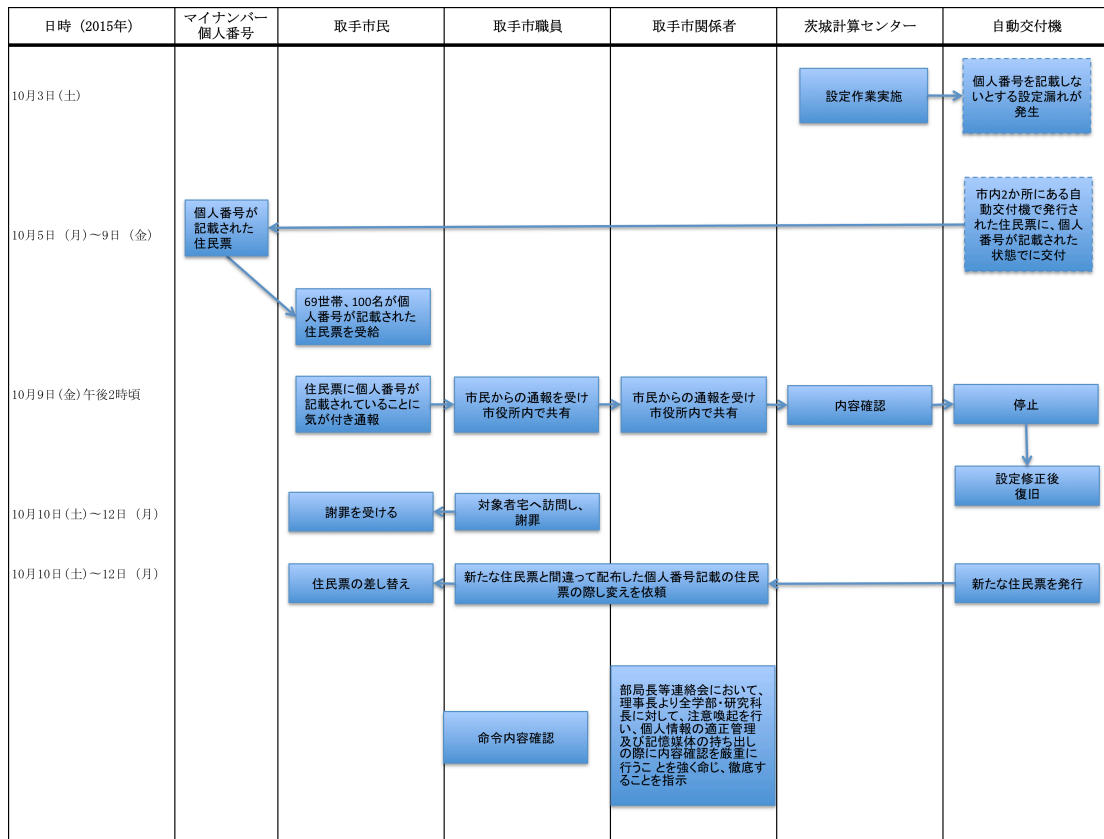 日時（2015年）
マイナンバー
個人番号
取手市民
取手市職員
取手市関係者
茨城計算センター
自動交付機
10月3日(土)
設定作業実施
個人番号を記載しな
いとする設定漏れが
発生
10月5日（月）～9日（金）
個人番号が
記載された
住民票
市内2か所にある自
動交付機で発行さ
れた住民票に、個人
番号が記載された
状態でに交付
69世帯、100名が個
人番号が記載された
住民票を受給
10月9日(金)午後2時頃
住民票に個人番号が
記載されていることに
気が付き通報
市民からの通報を受け
市役所内で共有
市民からの通報を受け
市役所内で共有
内容確認
停止
設定修正後
復旧
10月10日(土)～12日（月）
謝罪を受ける
対象者宅へ訪問し、
謝罪
10月10日(土)～12日（月）
住民票の差し替え
新たな住民票と間違って配布した個人番号記載の住民
票の際し変えを依頼
新たな住民票を発行
命令内容確認
部局長等連絡会において、
理事長より全学部・研究科
長に対して、注意喚起を行
い、個人情報の適正管理
及び記憶媒体の持ち出し
の際に内容確認を厳重に
行うこ とを強く命じ、徹底す
ることを指示